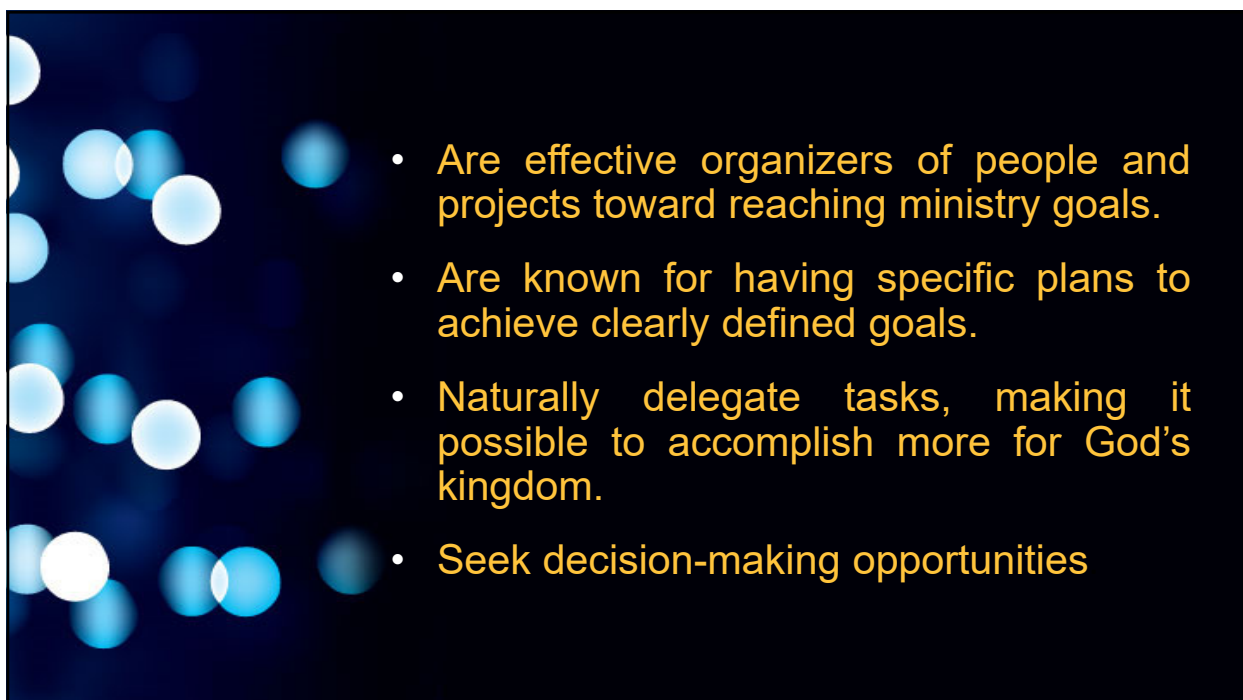 • Are effective organizers of people and
projects toward reaching ministry goals.
• Are known for having specific plans to
achieve clearly defined goals.
• Naturally delegate tasks, making it
possible to accomplish more for God’s
kingdom.
• Seek decision-making opportunities